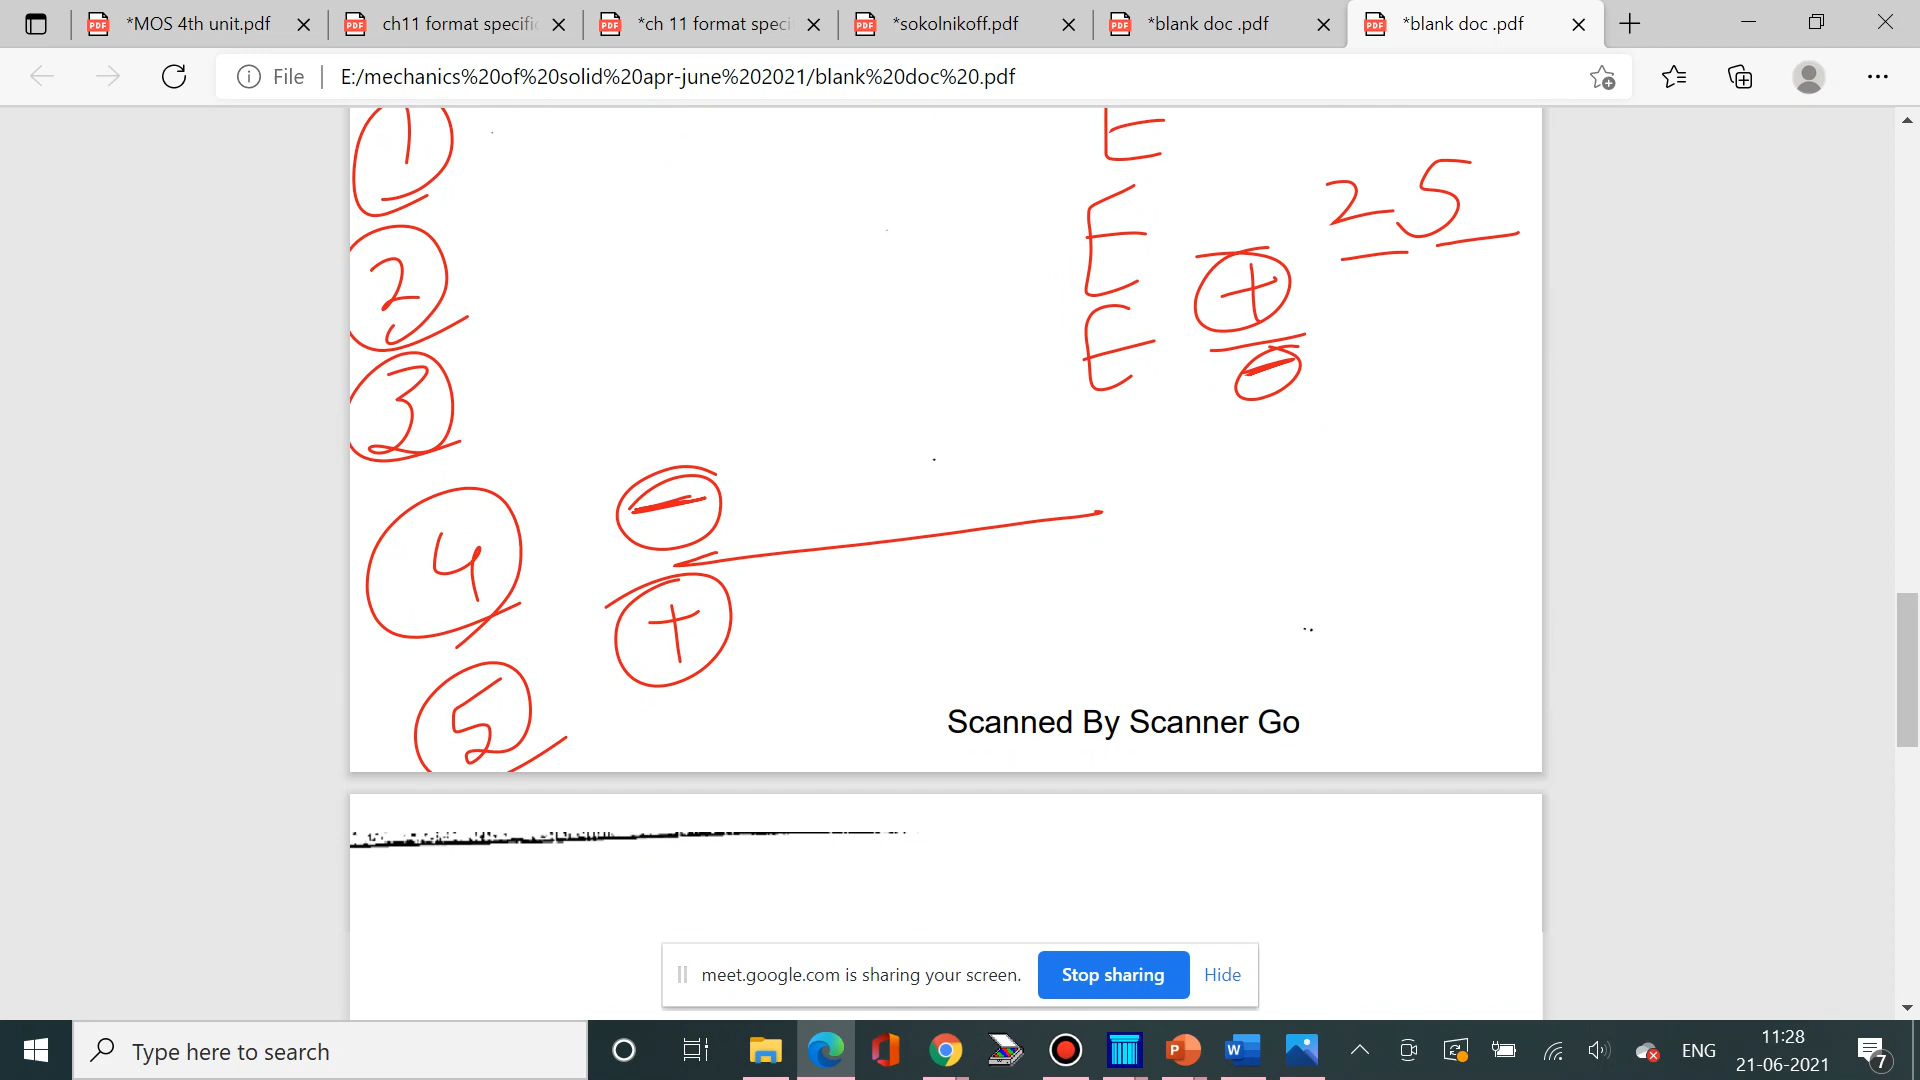 *MOS 4th unit.pdf
ch11 format specific
*ch 11 format speci
*sokolnikoff.pdf
*blank doc .pdf
*blank doc .pdf
File
E:/mechanics%20of%20solid%20apr-june%202021/blank%20doc%20.pdf
1
2
3
4
5
E
E
E
25
+
-
-
+
Scanned By Scanner Go
meet.google.com is sharing your screen.
Stop sharing
Hide
Type here to search
ENG
11:28
21-06-2021
7